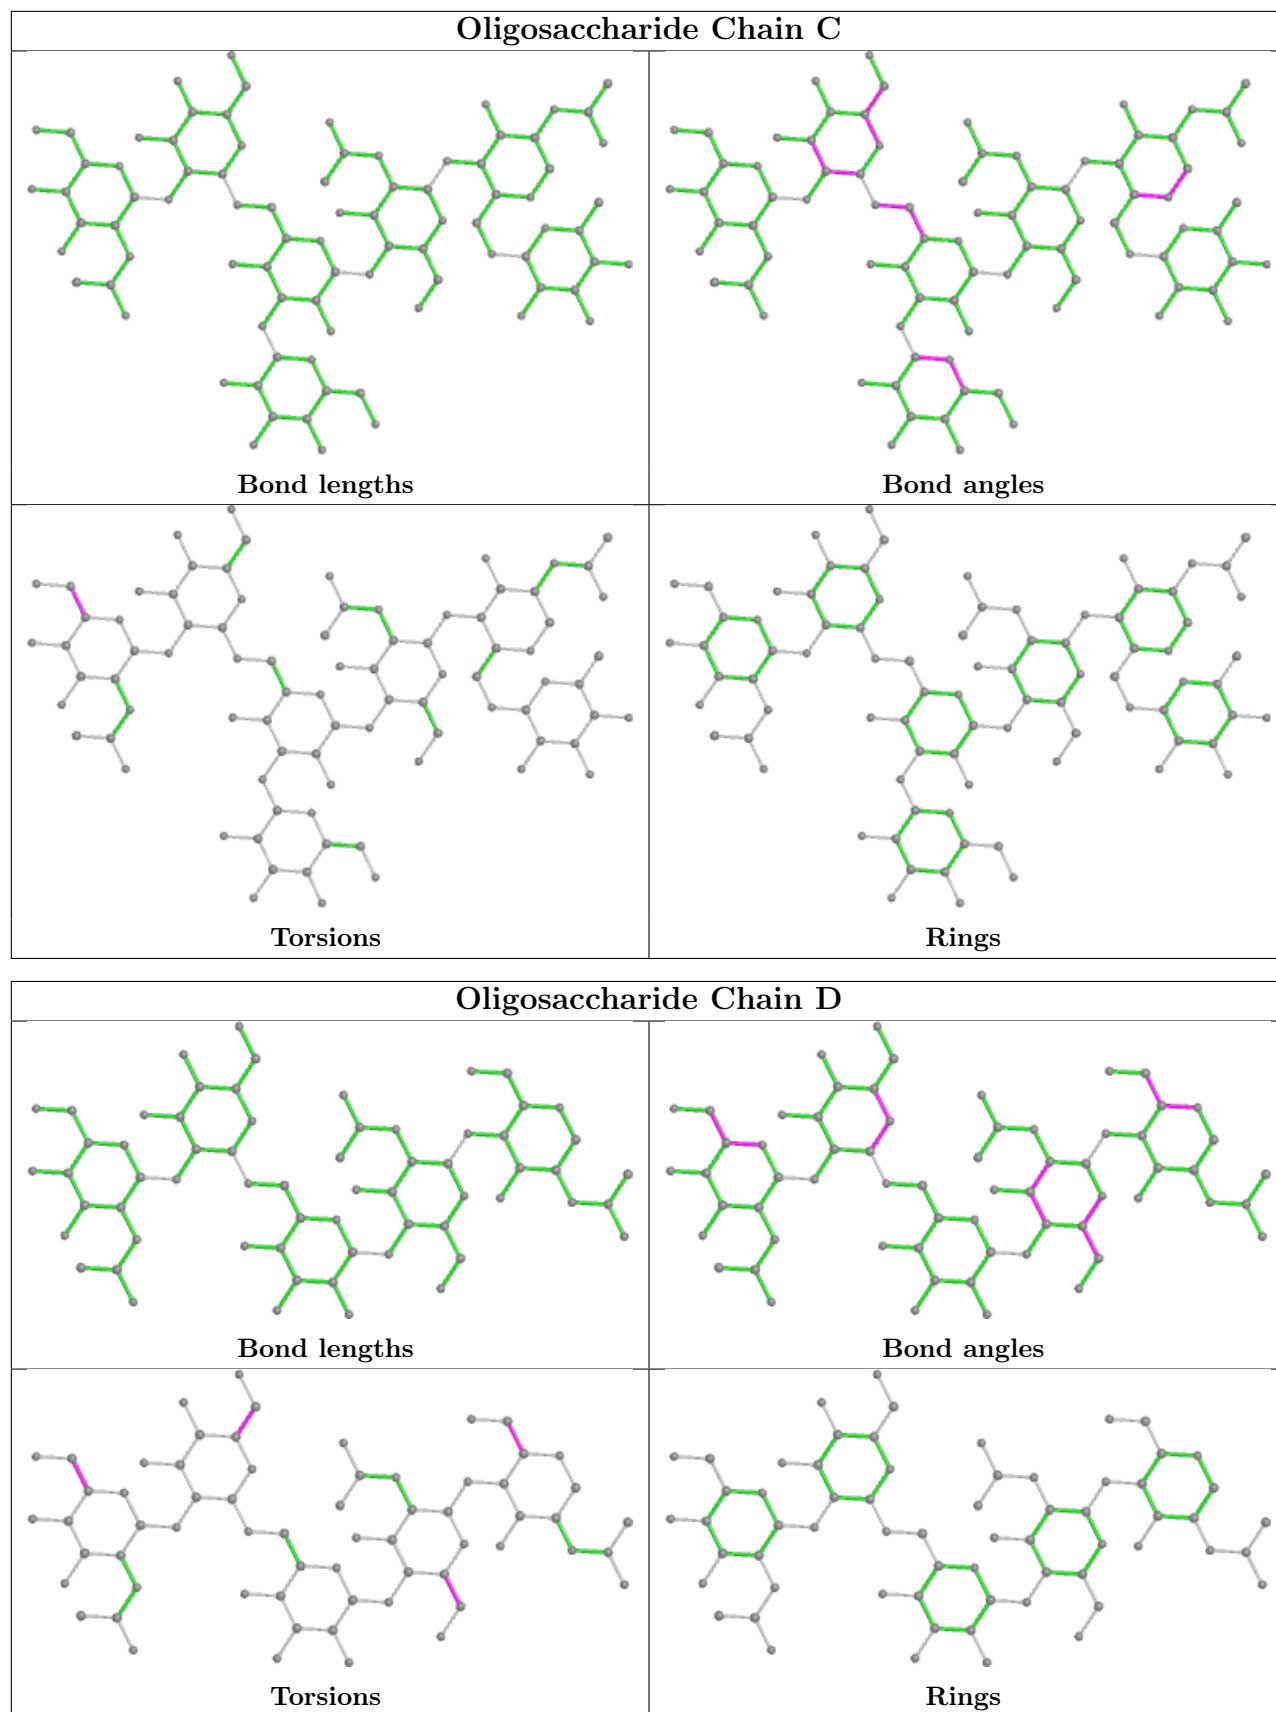 Oligosaccharide Chain C
Bond lengths
Bond angles
Torsions
Rings
Oligosaccharide Chain D
Bond lengths
Bond angles
Torsions
Rings